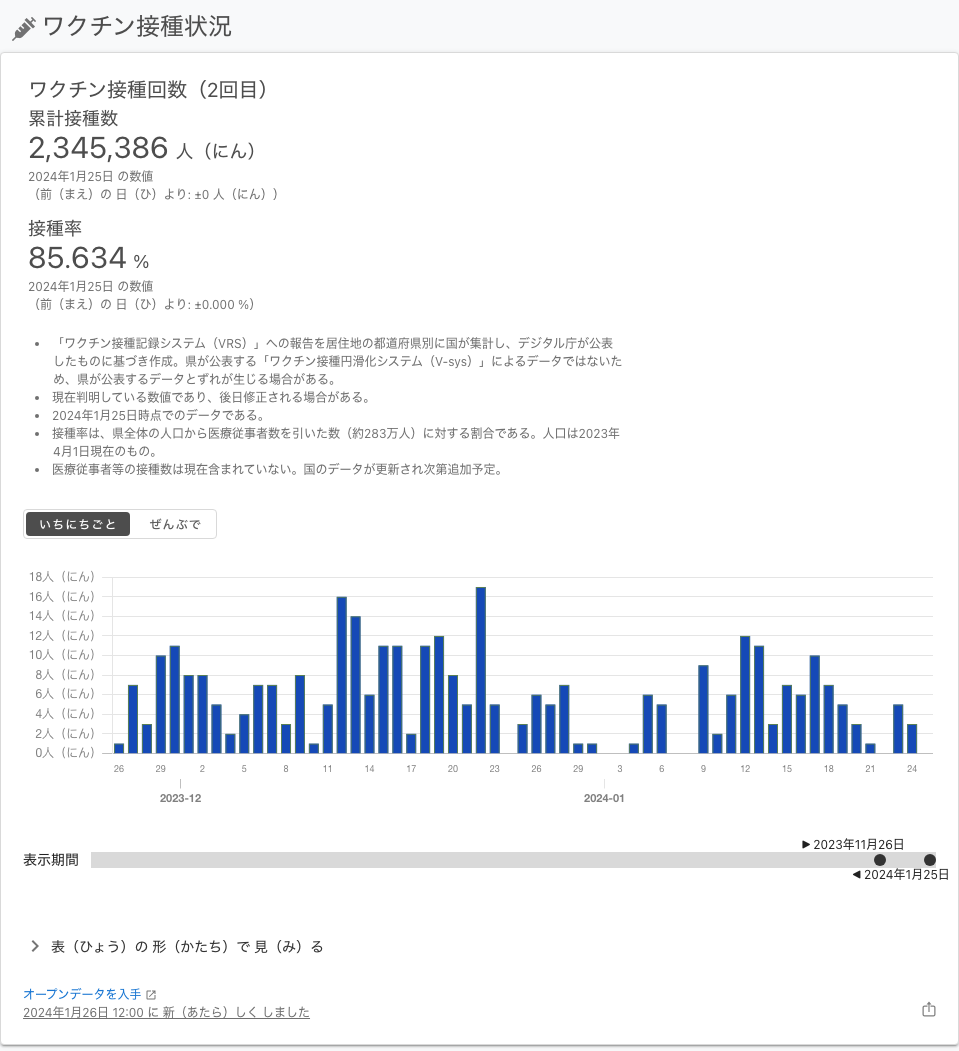 ワクチン接種状況
ワクチン接種回数（2回目）
累計接種数
2,345,386 人（にん）
2024年1月25日 の数値
（前（まえ）の 日（ひ）より: ±0 人（にん））
接種率
85.634 %
2024年1月25日 の数値
（前（まえ）の 日（ひ）より: ±0.000 %）
• 「ワクチン接種記録システム（VRS）」への報告を居住地の都道府県別に国が集計し、デジタル庁が公表
したものに基づき作成。県が公表する「ワクチン接種円滑化システム（V-sys）」によるデータではないた
め、県が公表するデータとずれが生じる場合がある。
• 現在判明している数値であり、後日修正される場合がある。
• 2024年1月25日時点でのデータである。
• 接種率は、県全体の人口から医療従事者数を引いた数（約283万人）に対する割合である。人口は2023年
4月1日現在のもの。
• 医療従事者等の接種数は現在含まれていない。国のデータが更新され次第追加予定。
いちにちごと ぜんぶで
18人（にん）
16人（にん）
14人（にん）
12人（にん）
10人（にん）
8人（にん）
6人（にん）
4人（にん）
2人（にん）
0人（にん）
26 29 2 5 8 11 14 17 20 23 26 29 3 6 9 12 15 18 21 24
2023-12 2024-01
▶ 2023年11月26日
表示期間
◀ 2024年1月25日
表（ひょう）の 形（かたち）で 見（み）る
オープンデータを入手
2024年1月26日 12:00 に 新（あたら）しく しました